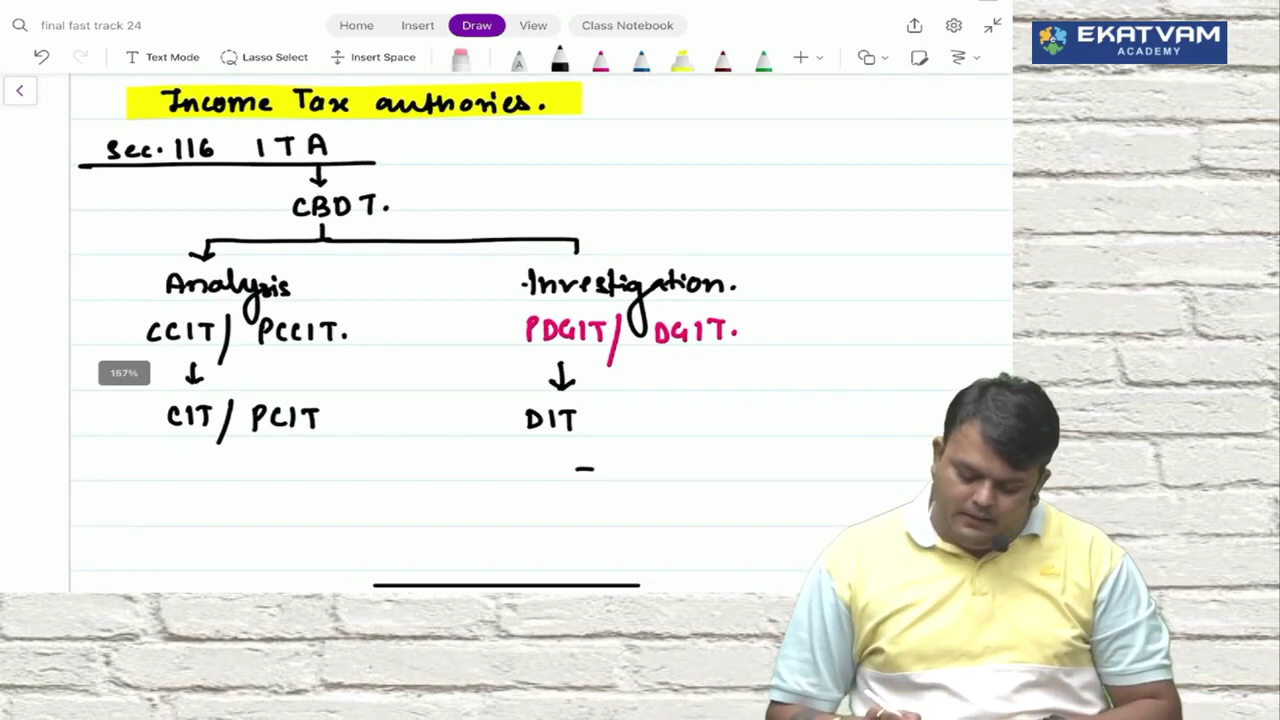 final fast track 24
Home Insert Draw View Class Notebook
Text Mode Lasso Select Insert Space
EKATVAM
ACADEMY
Income Tax authories.
Sec. 116 ITA
CBDT.
Analysis Investigation.
CCIT / PCCIT. PDGIT / DGIT.
157%
CIT / PCIT DIT